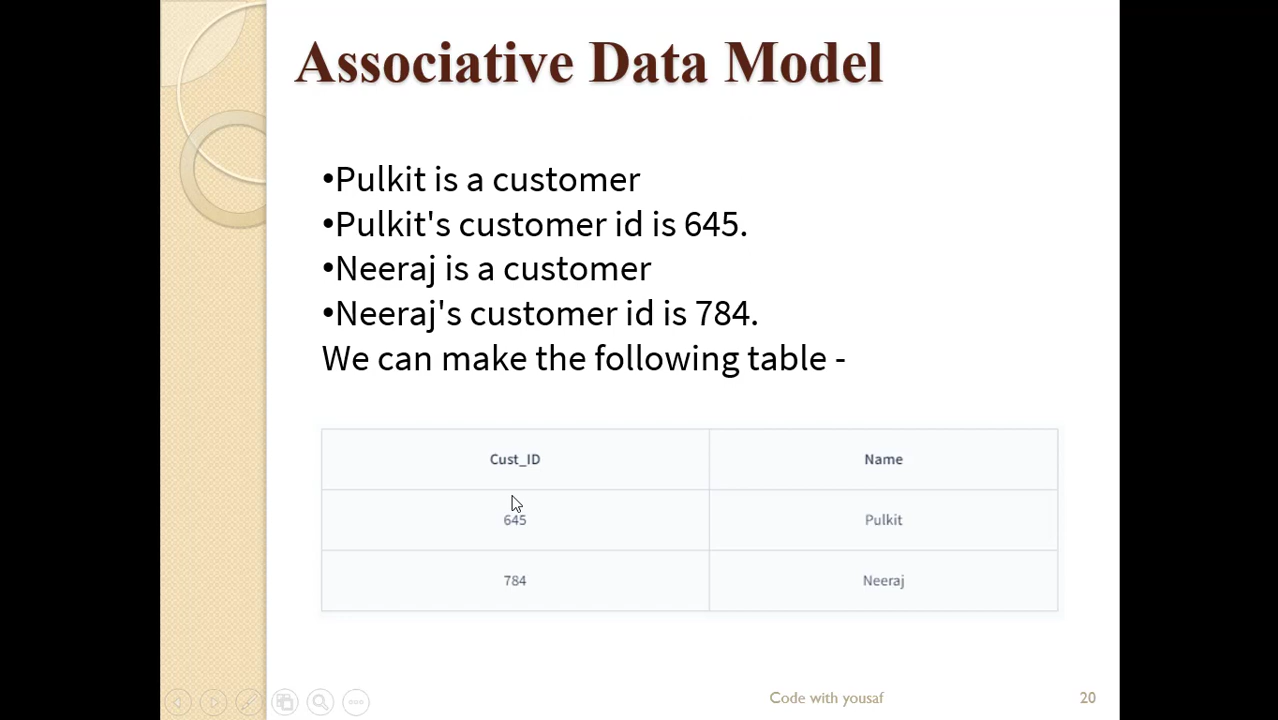 Associative Data Model
•Pulkit is a customer
•Pulkit's customer id is 645.
•Neeraj is a customer
•Neeraj's customer id is 784.
We can make the following table -
Cust_ID Name
645 Pulkit
784 Neeraj
Code with yousaf 20